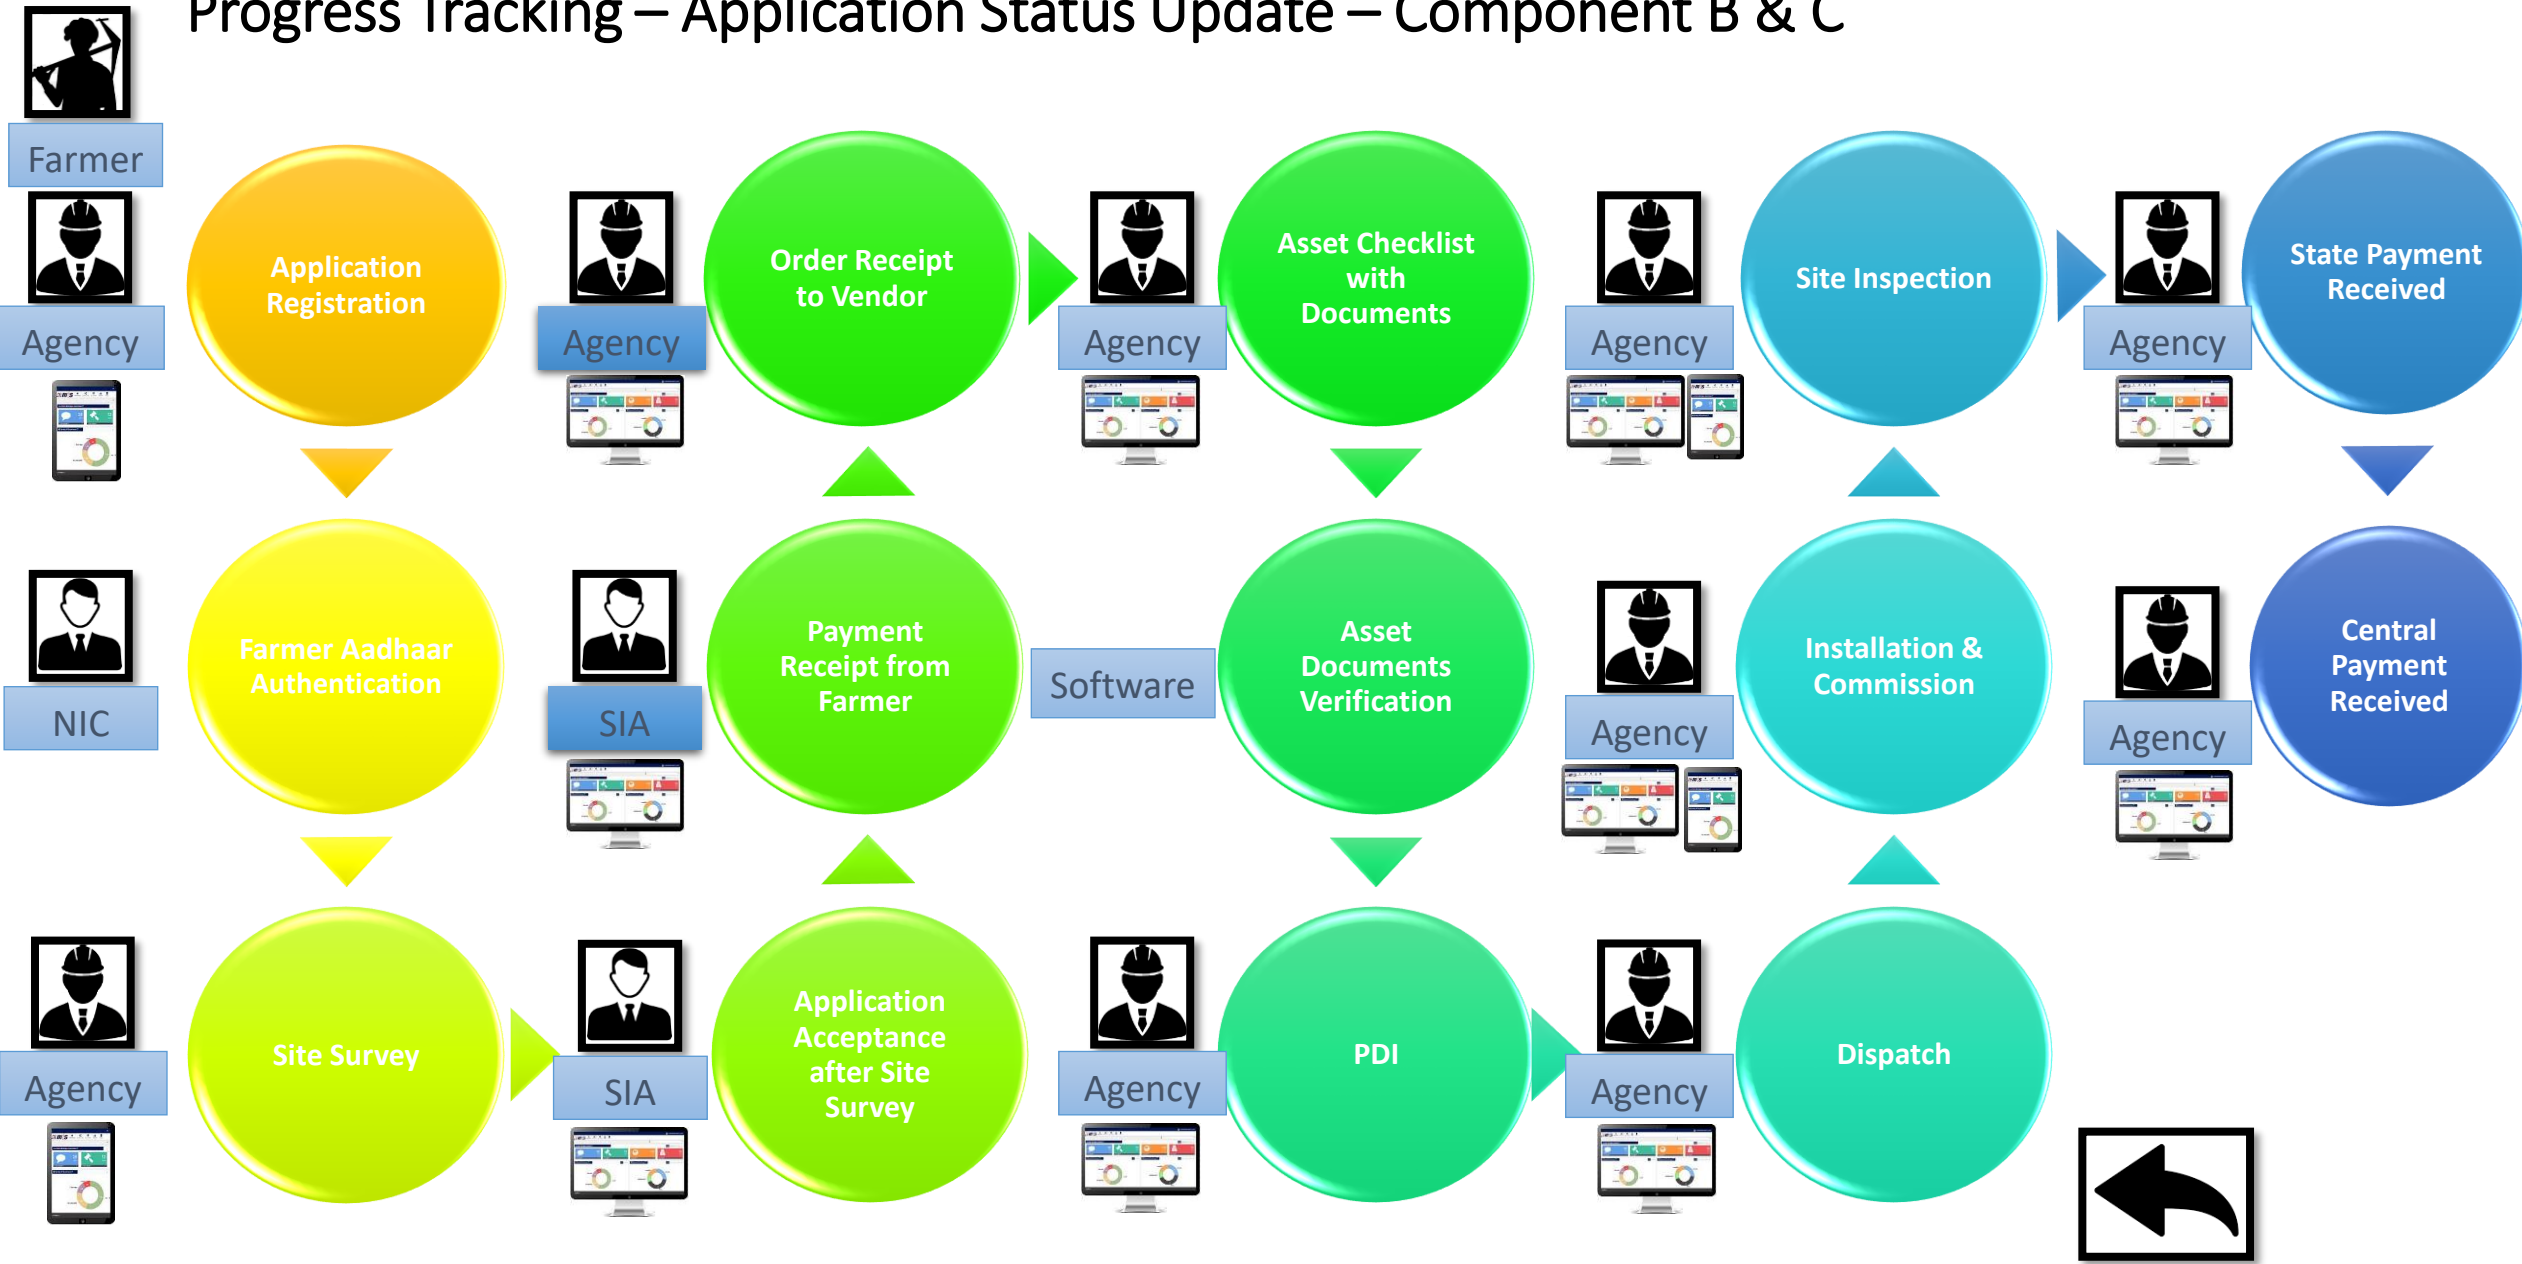 Progress Tracking – Application Status Update – Component B & C
Farmer
Agency
Application
Registration
NIC
Farmer Aadhaar
Authentication
Agency
Site Survey
SIA
Application
Acceptance
after Site
Survey
SIA
Payment
Receipt from
Farmer
Agency
Order Receipt
to Vendor
Agency
Asset Checklist
with
Documents
Software
Asset
Documents
Verification
Agency
PDI
Agency
Dispatch
Agency
Installation &
Commission
Agency
Site Inspection
Agency
State Payment
Received
Agency
Central
Payment
Received